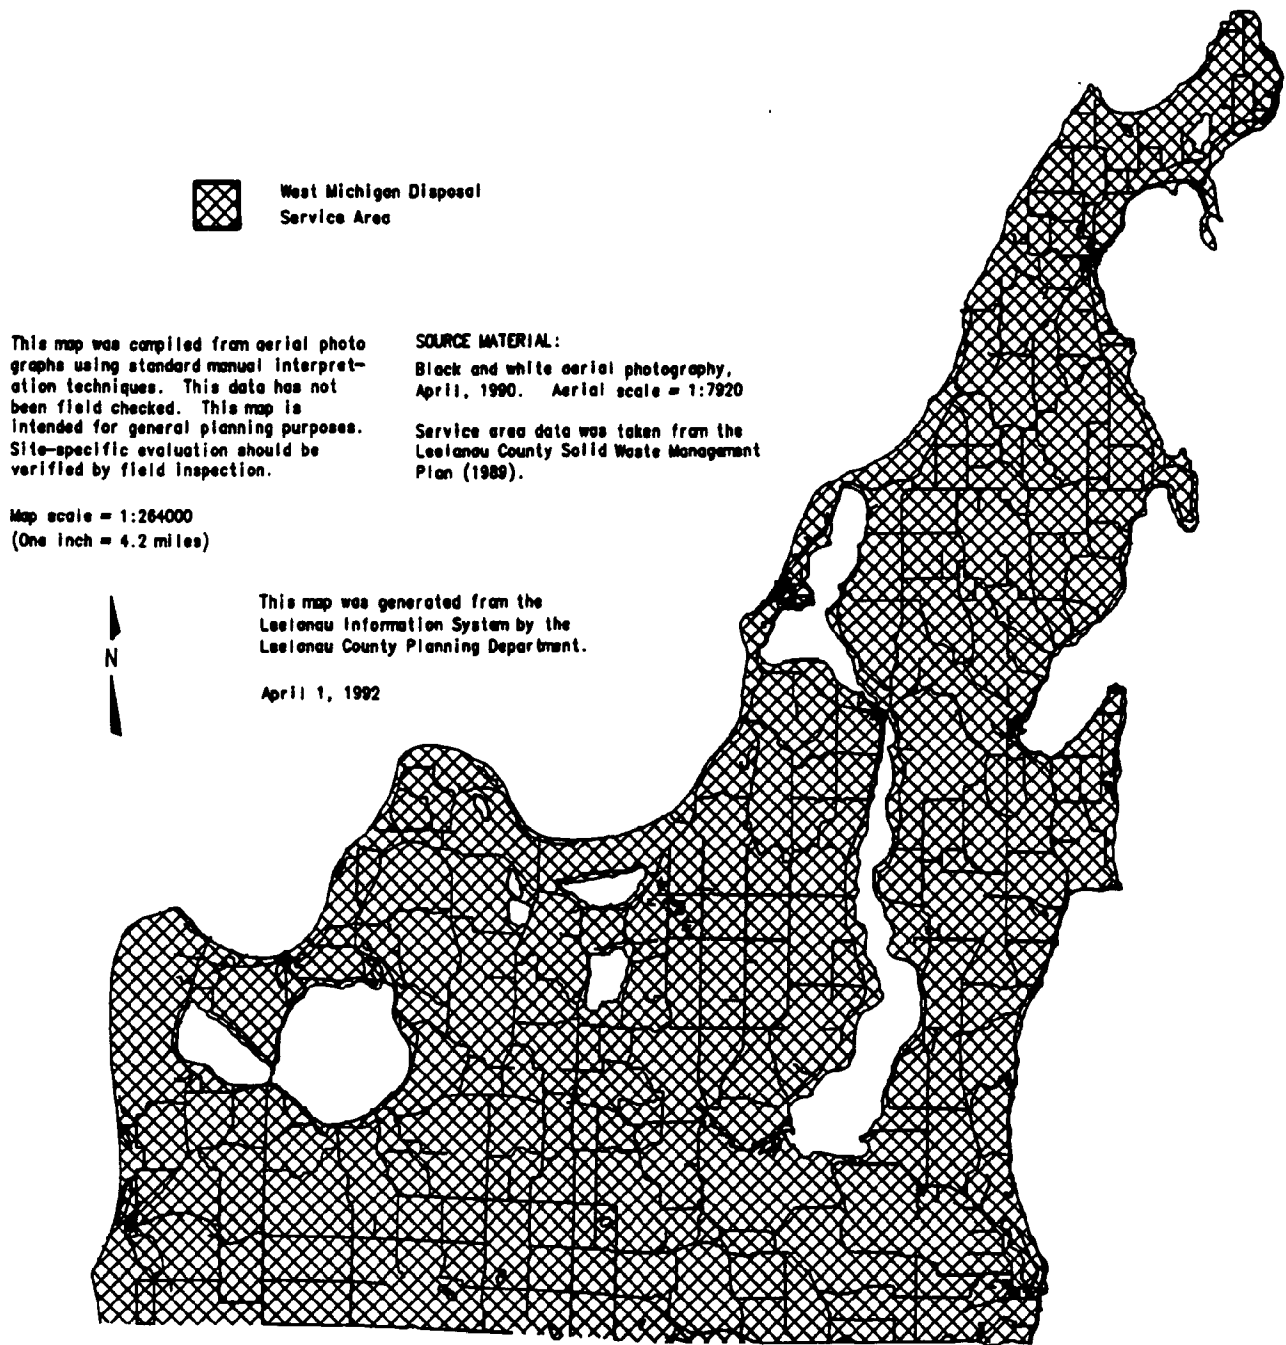 West Michigan Disposal
Service Area
This map was compiled from aerial photo
graphs using standard manual interpret-
ation techniques. This data has not
been field checked. This map is
intended for general planning purposes.
Site-specific evaluation should be
verified by field inspection.
Map scale = 1:264000
(One inch = 4.2 miles)
SOURCE MATERIAL:
Black and white aerial photography,
April, 1990. Aerial scale = 1:7920
Service area data was taken from the
Leelanau County Solid Waste Management
Plan (1989).
N
This map was generated from the
Leelanau Information System by the
Leelanau County Planning Department.
April 1, 1992